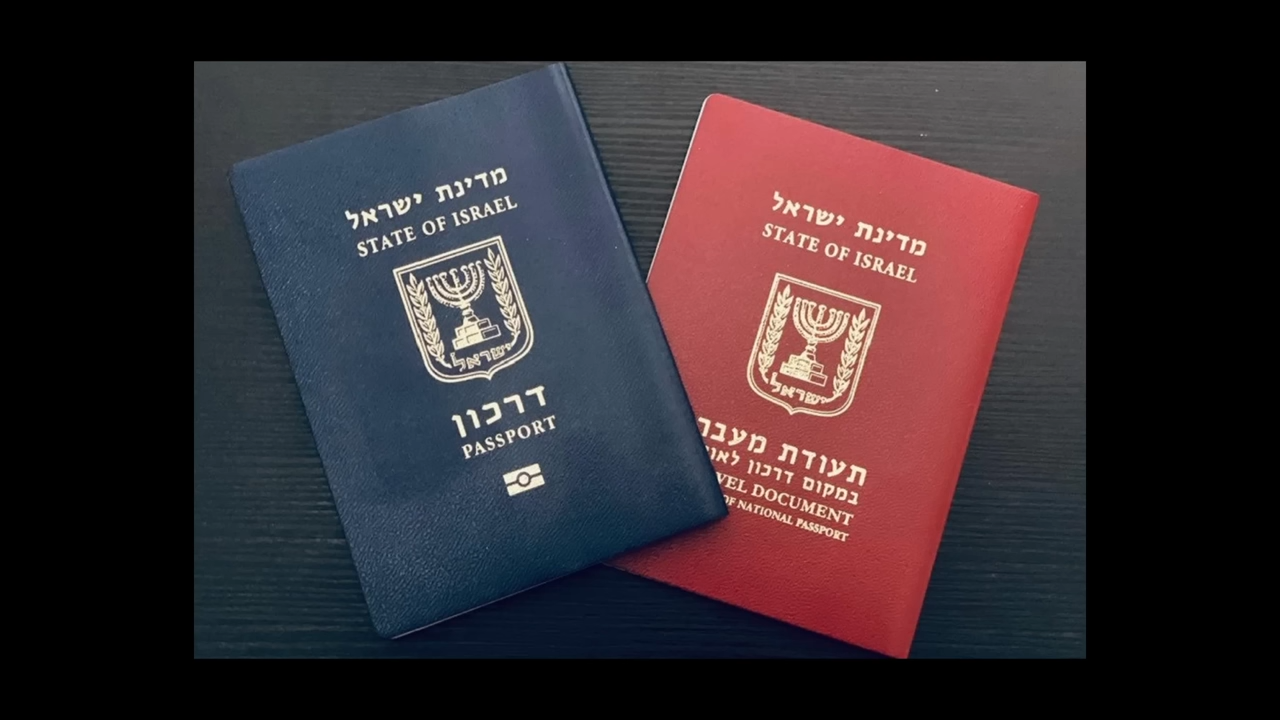 מדינת ישראל
STATE OF ISRAEL
ישראל
דרכון
PASSPORT
מדינת ישראל
STATE OF ISRAEL
ישראל
תעודת מעבר
במקום דרכון
DOCUMENT
OF NATIONAL PASSPORT